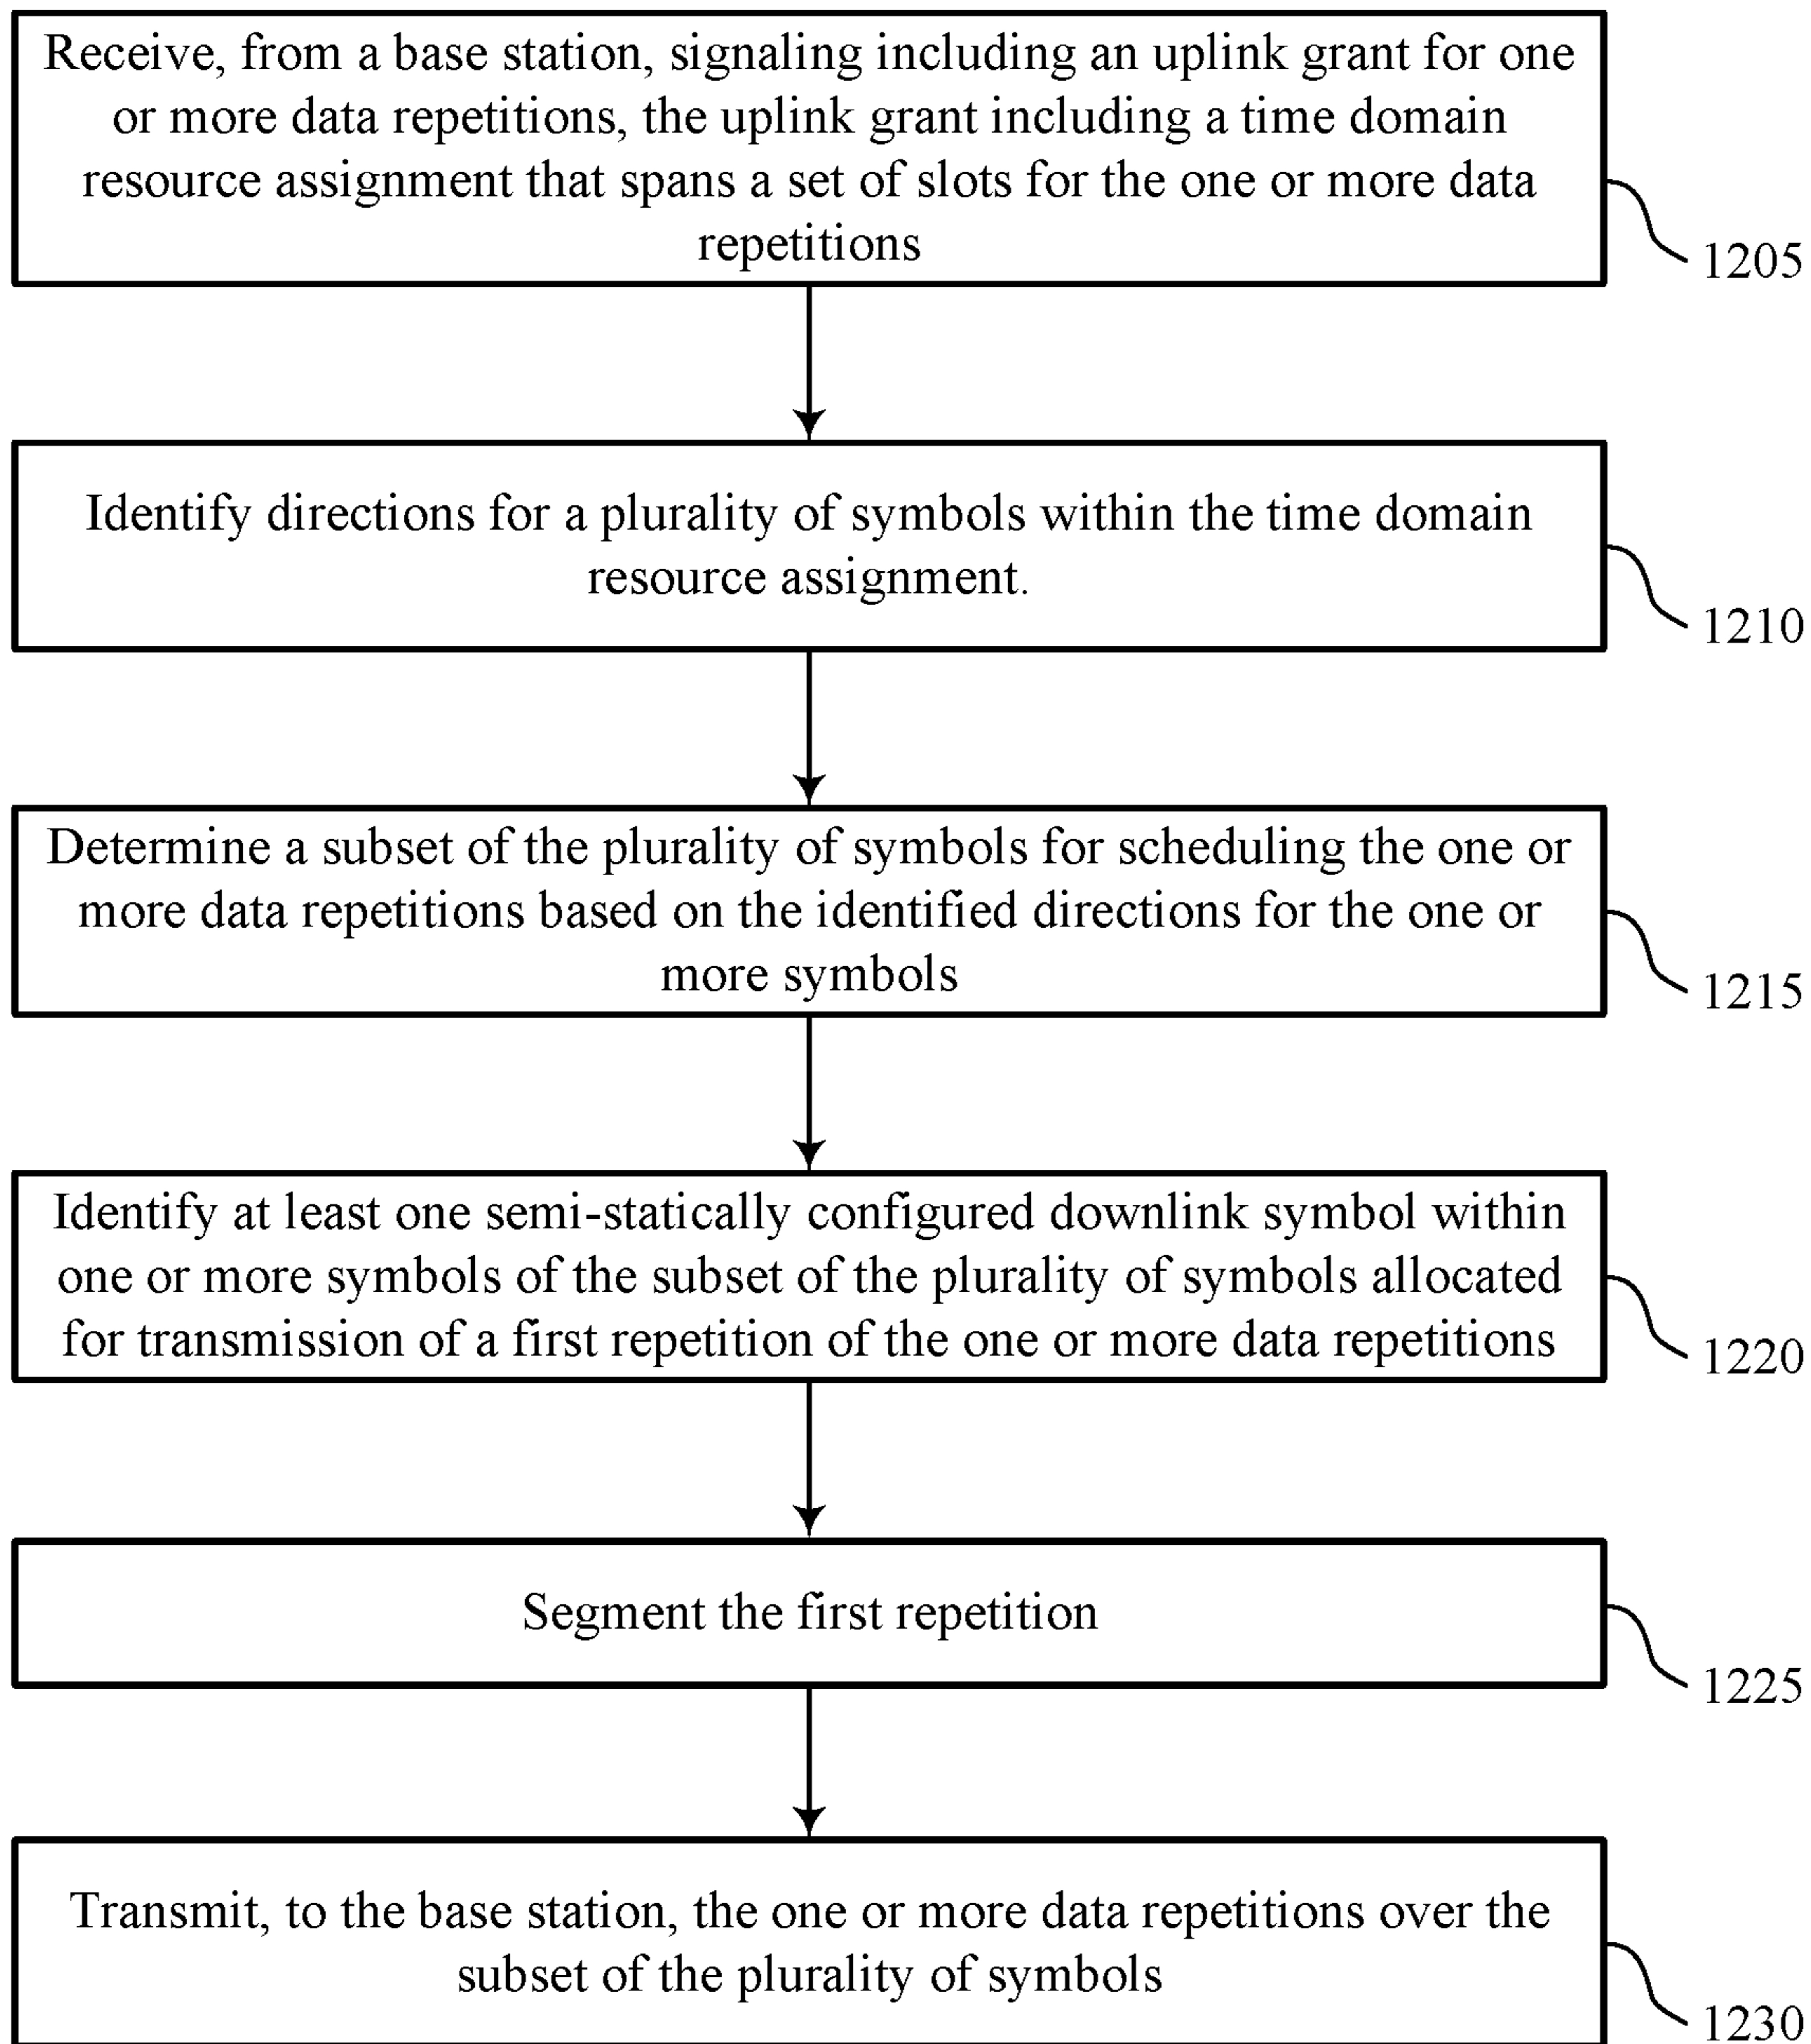 Receive, from a base station, signaling including an uplink grant for one
or more data repetitions, the uplink grant including a time domain
resource assignment that spans a set of slots for the one or more data
repetitions
1205
Identify directions for a plurality of symbols within the time domain
resource assignment.
1210
Determine a subset of the plurality of symbols for scheduling the one or
more data repetitions based on the identified directions for the one or
more symbols
1215
Identify at least one semi-statically configured downlink symbol within
one or more symbols of the subset of the plurality of symbols allocated
for transmission of a first repetition of the one or more data repetitions
1220
Segment the first repetition
1225
Transmit, to the base station, the one or more data repetitions over the
subset of the plurality of symbols
1230